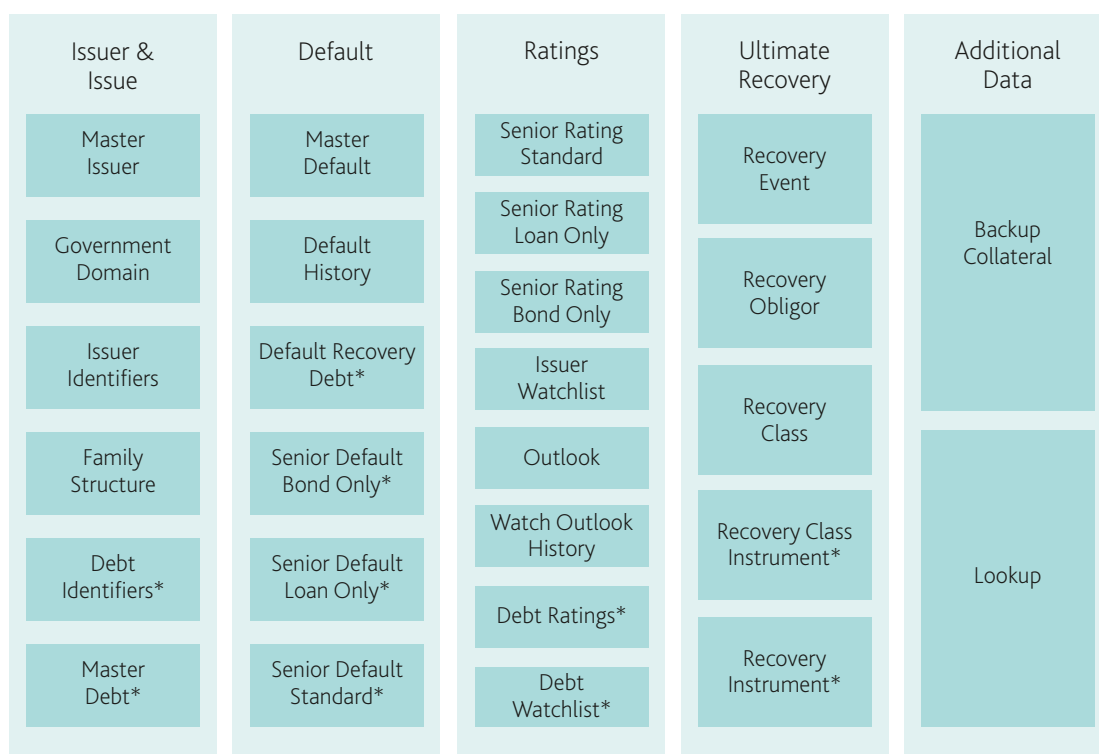 Issuer &
Issue
Master
Issuer
Government
Domain
Issuer
Identifiers
Family
Structure
Debt
Identifiers*
Master
Debt*
Default
Master
Default
Default
History
Default Recovery
Debt*
Senior Default
Bond Only*
Senior Default
Loan Only*
Senior Default
Standard*
Ratings
Senior Rating
Standard
Senior Rating
Loan Only
Senior Rating
Bond Only
Issuer
Watchlist
Outlook
Watch Outlook
History
Debt Ratings*
Debt
Watchlist*
Ultimate
Recovery
Recovery
Event
Recovery
Obligor
Recovery
Class
Recovery Class
Instrument*
Recovery
Instrument*
Additional
Data
Backup
Collateral
Lookup